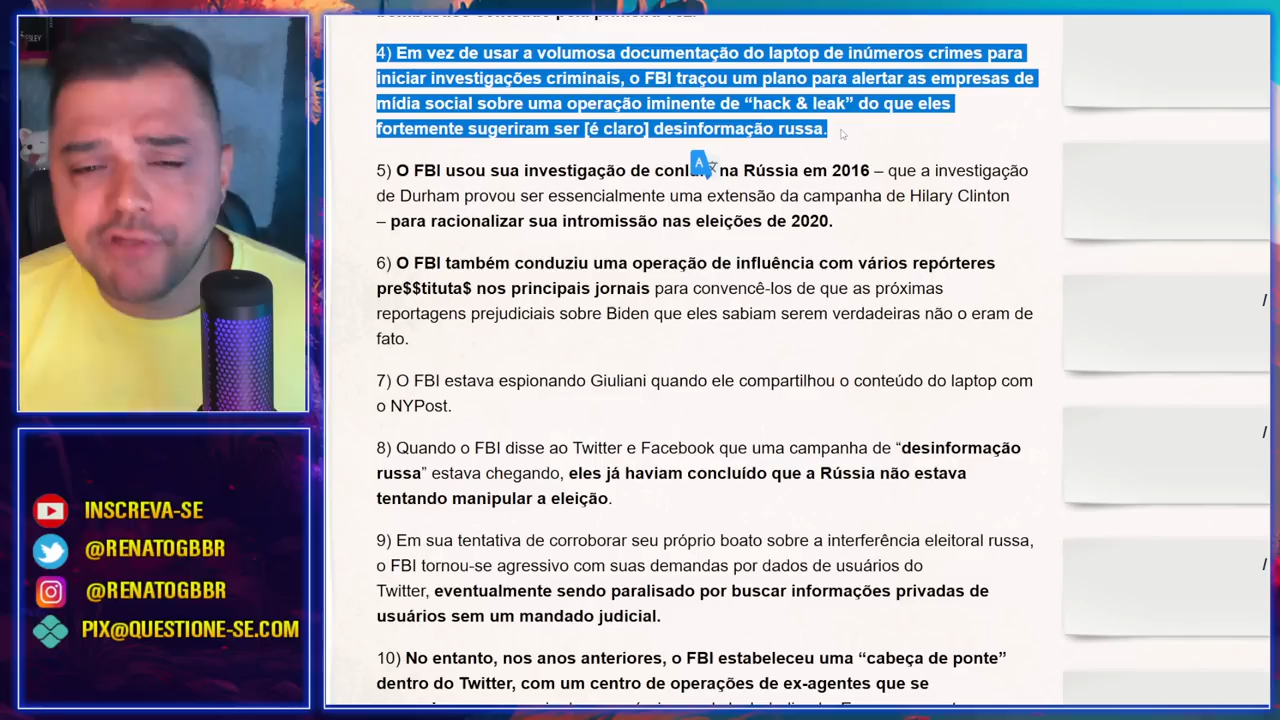 4) Em vez de usar a volumosa documentação do laptop de inúmeros crimes para
iniciar investigações criminais, o FBI traçou um plano para alertar as empresas de
mídia social sobre uma operação iminente de “hack & leak” do que eles
fortemente sugeriram ser [é claro] desinformação russa.
5) O FBI usou sua investigação de na Rússia em 2016 – que a investigação
de Durham provou ser essencialmente uma extensão da campanha de Hilary Clinton
– para racionalizar sua intromissão nas eleições de 2020.
6) O FBI também conduziu uma operação de influência com vários repórteres
pre$$tituta$ nos principais jornais para convencê-los de que as próximas
reportagens prejudiciais sobre Biden que eles sabiam serem verdadeiras não o eram de
fato.
7) O FBI estava espionando Giuliani quando ele compartilhou o conteúdo do laptop com
o NYPost.
8) Quando o FBI disse ao Twitter e Facebook que uma campanha de “desinformação
russa” estava chegando, eles já haviam concluído que a Rússia não estava
tentando manipular a eleição.
9) Em sua tentativa de corroborar seu próprio boato sobre a interferência eleitoral russa,
o FBI tornou-se agressivo com suas demandas por dados de usuários do
Twitter, eventualmente sendo paralisado por buscar informações privadas de
usuários sem um mandado judicial.
10) No entanto, nos anos anteriores, o FBI estabeleceu uma “cabeça de ponte”
dentro do Twitter, com um centro de operações de ex-agentes que se
/
/
/
INSCREVA-SE
@RENATOGBBR
@RENATOGBBR
PIX@QUESTIONE-SE.COM